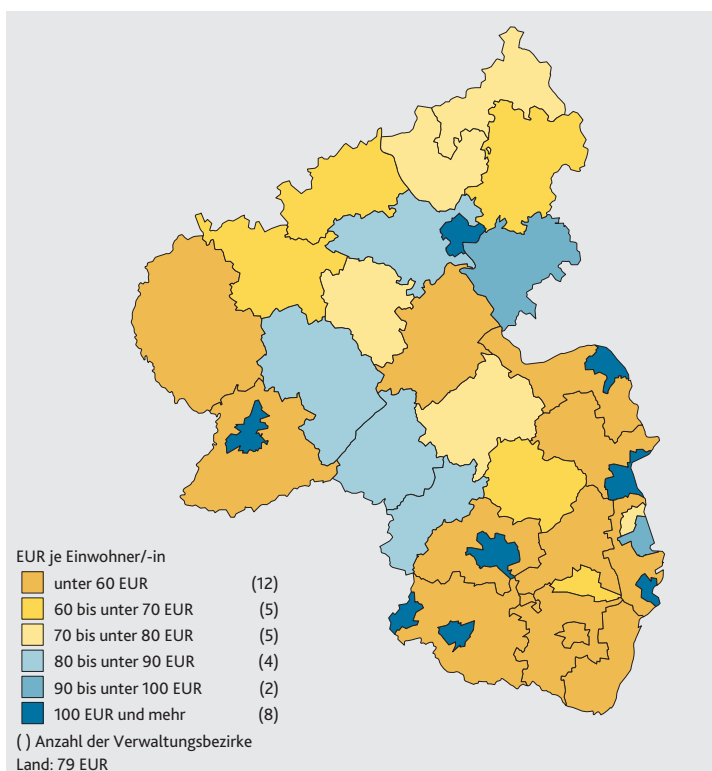 EUR je Einwohner/-in
unter 60 EUR (12)
60 bis unter 70 EUR (5)
70 bis unter 80 EUR (5)
80 bis unter 90 EUR (4)
90 bis unter 100 EUR (2)
100 EUR und mehr (8)
( ) Anzahl der Verwaltungsbezirke
Land: 79 EUR